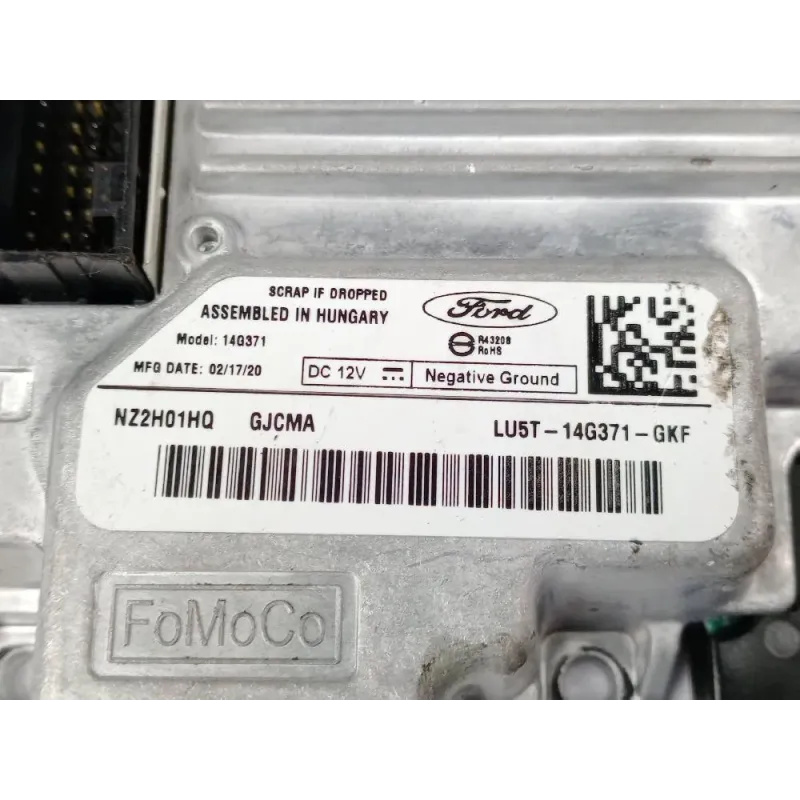 SCRAP IF DROPPED
ASSEMBLED IN HUNGARY
Ford
Model: 14G371
R43208
RoHS
MFG DATE: 02/17/20
DC 12V
Negative Ground
NZ2H01HQ GJCMA LU5T-14G371-GKF
FoMoCo